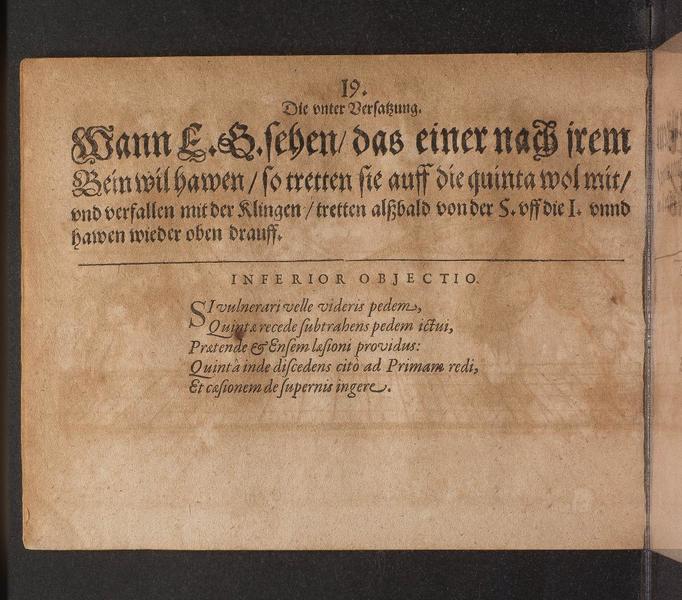 19.
Die vnter Versatzung.
Wann E. G. sehen/ das einer nach jrem
Bein wil hawen/ so tretten sie auff die quinta wol mit/
vnd verfallen mit der Klingen/ tretten alßbald von der S. vff die I. vnnd
hawen wieder oben drauff.
INFERIOR OBJECTIO.
SI vulnerari velle videris pedem,
Quintæ recede subtrahens pedem ictui,
Prætende & Ensem læsioni providus:
Quintâ inde discedens citò ad Primam redi,
Et cæsionem de supernis ingere.